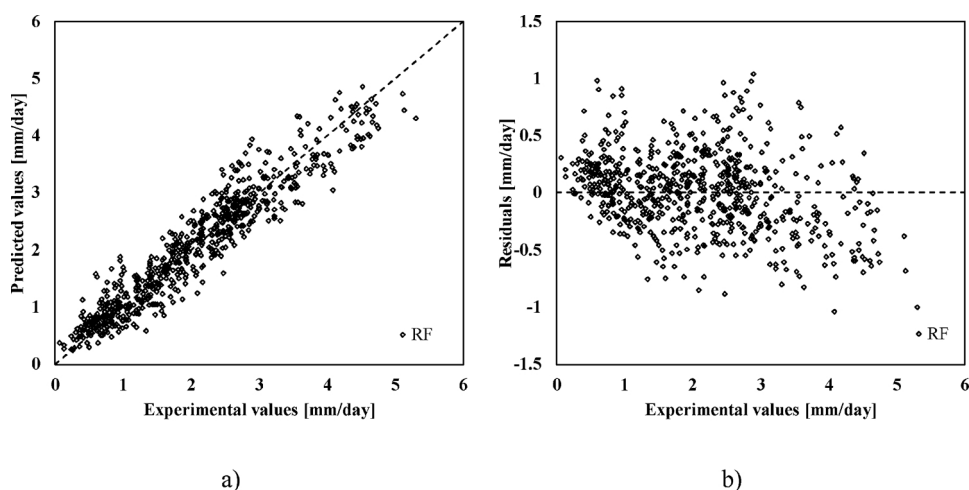 6
5
4
3
2
1
0
Predicted values [mm/day]
0 1 2 3 4 5 6
Experimental values [mm/day]
RF
a)
1.5
1
0.5
0
-0.5
-1
-1.5
Residuals [mm/day]
0 1 2 3 4 5 6
Experimental values [mm/day]
RF
b)